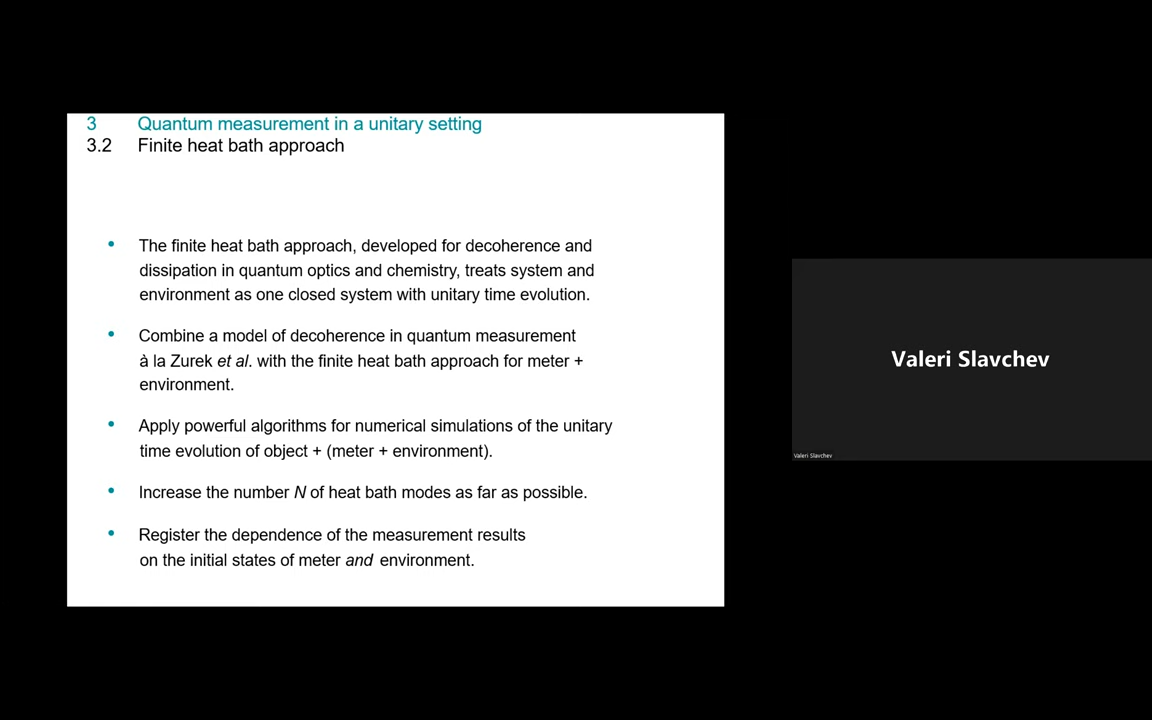 3 Quantum measurement in a unitary setting
3.2 Finite heat bath approach
• The finite heat bath approach, developed for decoherence and
dissipation in quantum optics and chemistry, treats system and
environment as one closed system with unitary time evolution.
• Combine a model of decoherence in quantum measurement
à la Zurek et al. with the finite heat bath approach for meter +
environment.
• Apply powerful algorithms for numerical simulations of the unitary
time evolution of object + (meter + environment).
• Increase the number N of heat bath modes as far as possible.
• Register the dependence of the measurement results
on the initial states of meter and environment.
Valeri Slavchev
Valeri Slavchev